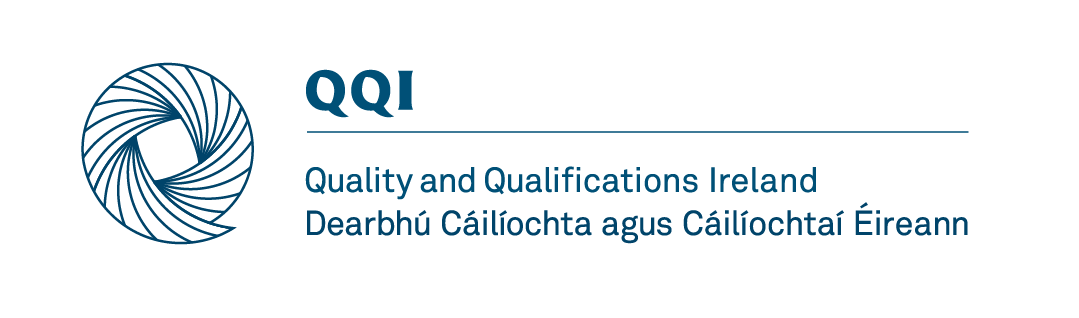 QQI
Quality and Qualifications Ireland
Dearbhú Cáilíochta agus Cáilíochtaí Éireann